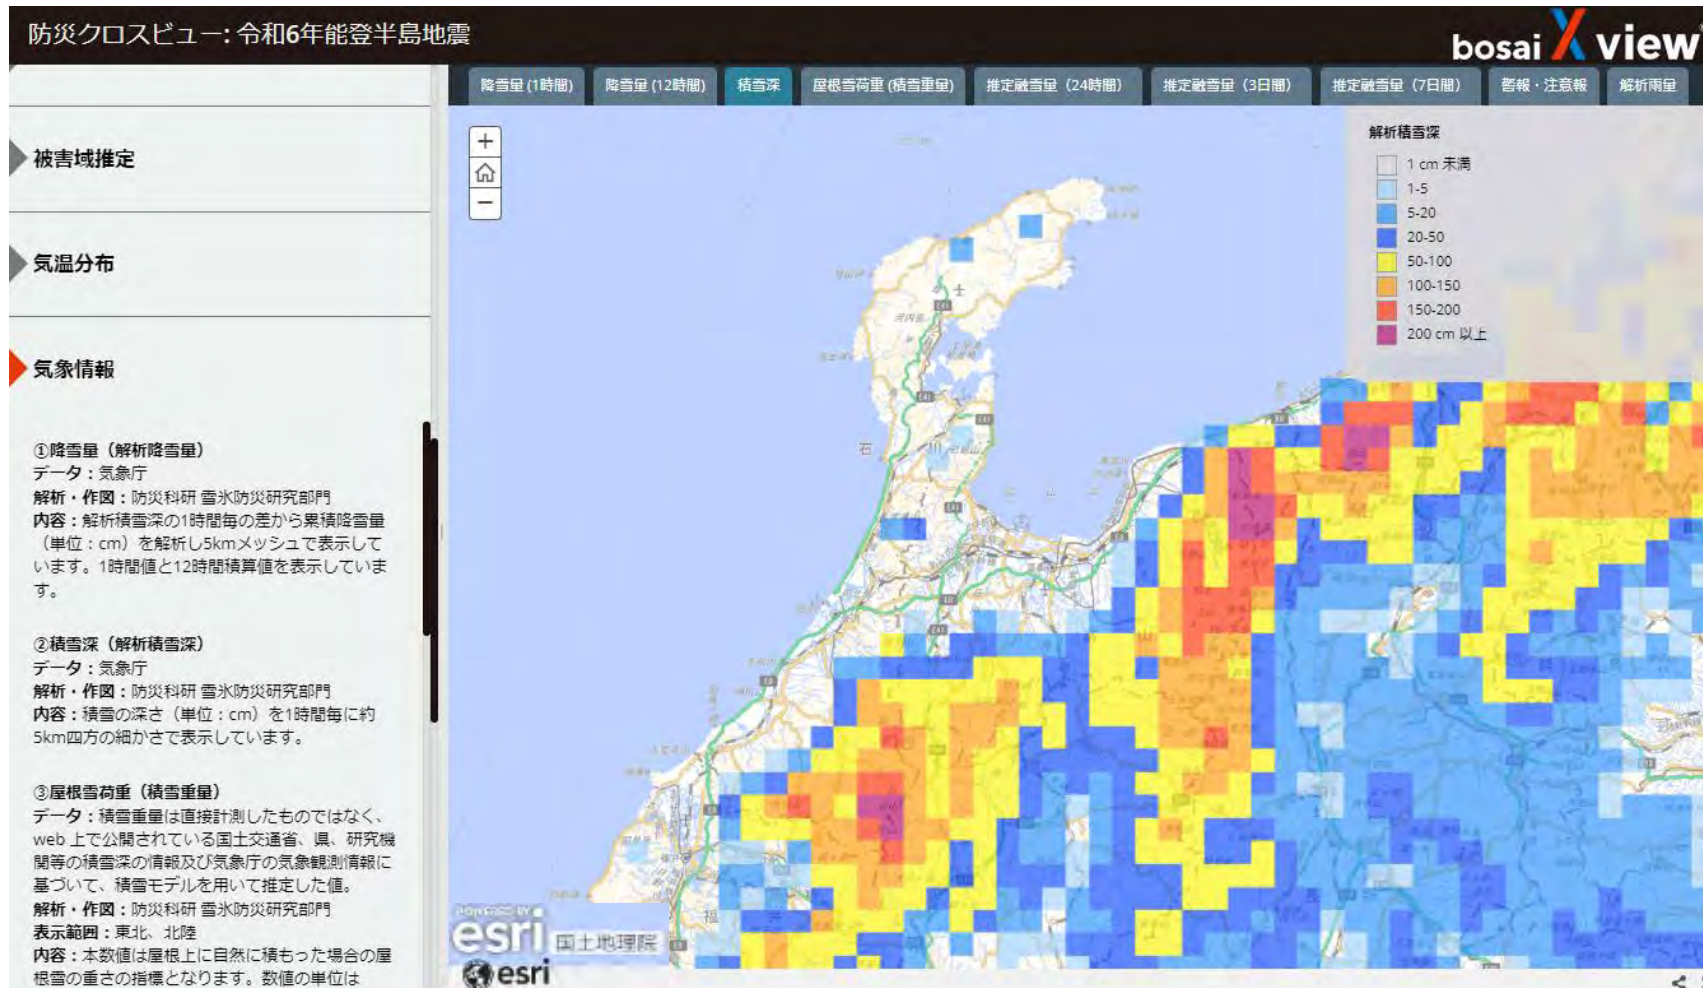 防災クロスビュー: 令和6年能登半島地震
bosai X view
降雪量 (1時間)
降雪量 (12時間)
積雪深
屋根雪荷重 (積雪重量)
推定融雪量（24時間）
推定融雪量（3日間）
推定融雪量（7日間）
警報・注意報
解析雨量
被害域推定
気温分布
気象情報
①降雪量（解析降雪量）
データ：気象庁
解析・作図：防災科研 雪氷防災研究部門
内容：解析積雪深の1時間毎の差から累積降雪量
（単位：cm）を解析し5kmメッシュで表示して
います。1時間値と12時間積算値を表示していま
す。
②積雪深（解析積雪深）
データ：気象庁
解析・作図：防災科研 雪氷防災研究部門
内容：積雪の深さ（単位：cm）を1時間毎に約
5km四方の細かさで表示しています。
③屋根雪荷重（積雪重量）
データ：積雪重量は直接計測したものではなく、
web 上で公開されている国土交通省、県、研究機
関等の積雪深の情報及び気象庁の気象観測情報に
基づいて、積雪モデルを用いて推定した値。
解析・作図：防災科研 雪氷防災研究部門
表示範囲：東北、北陸
内容：本数値は屋根上に自然に積もった場合の屋
根雪の重さの指標となります。数値の単位は
+
−
解析積雪深
1 cm 未満
1-5
5-20
20-50
50-100
100-150
150-200
200 cm 以上
E41
E41
E41
E41
E8
E8
E8
E41
E8
E8
石
川
山
福
井
POWERED BY
esri 国土地理院
esri